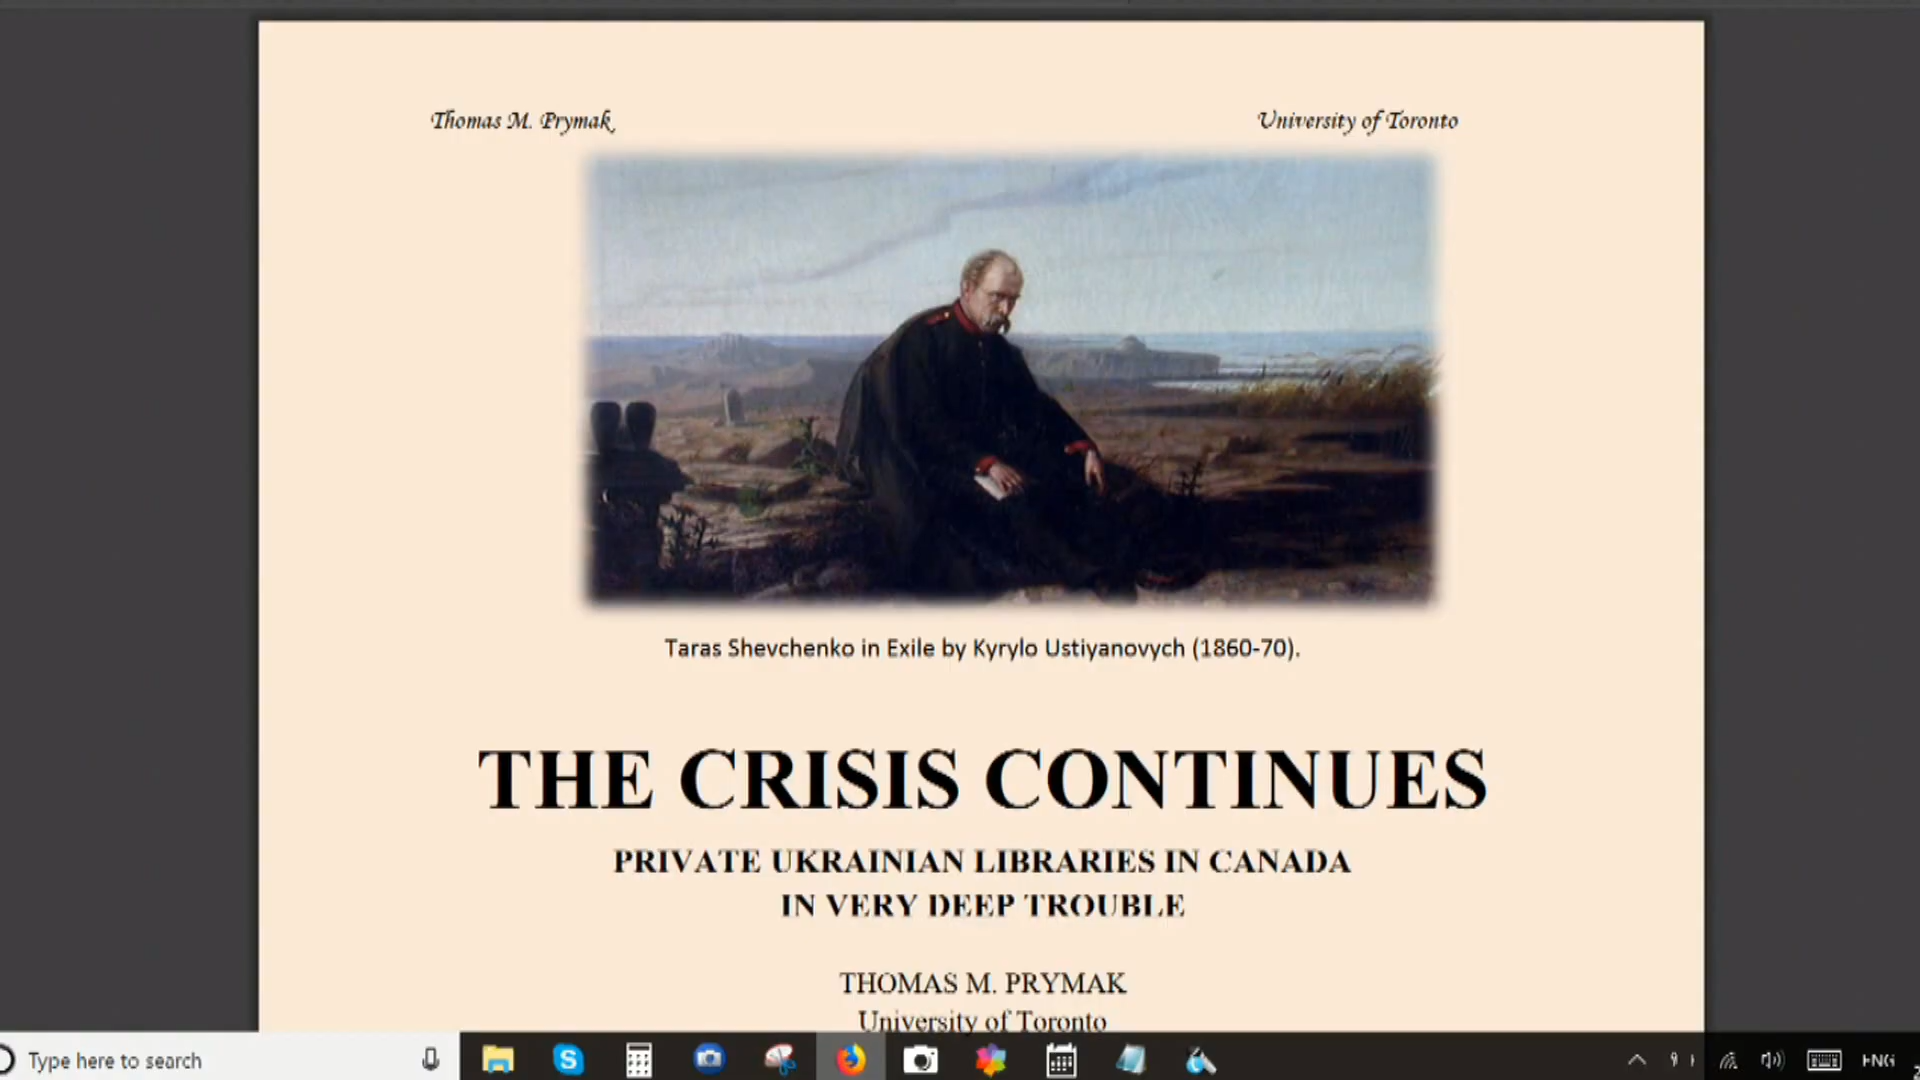 Thomas M. Prymak
University of Toronto
Taras Shevchenko in Exile by Kyrylo Ustiyanovych (1860-70).
THE CRISIS CONTINUES
PRIVATE UKRAINIAN LIBRARIES IN CANADA
IN VERY DEEP TROUBLE
THOMAS M. PRYMAK
University of Toronto
Type here to search
ENG